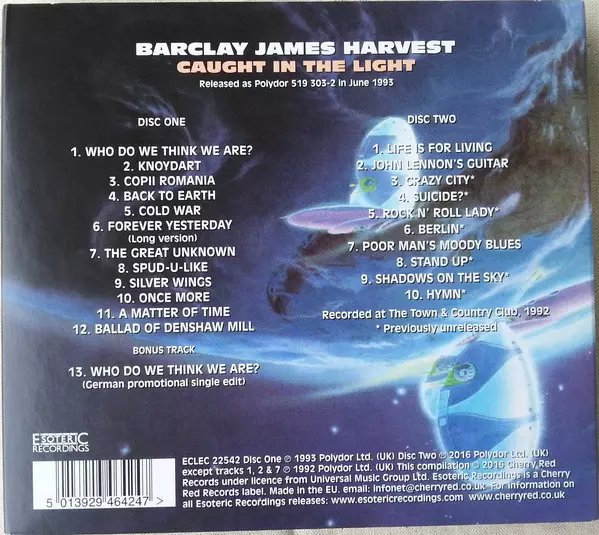 BARCLAY JAMES HARVEST
CAUGHT IN THE LIGHT
Released as Polydor 519 303-2 in June 1993
DISC ONE
1. WHO DO WE THINK WE ARE?
2. KNOYDART
3. COPII ROMANIA
4. BACK TO EARTH
5. COLD WAR
6. FOREVER YESTERDAY
(Long version)
7. THE GREAT UNKNOWN
8. SPUD-U-LIKE
9. SILVER WINGS
10. ONCE MORE
11. A MATTER OF TIME
12. BALLAD OF DENSHAW MILL
BONUS TRACK
13. WHO DO WE THINK WE ARE?
(German promotional single edit)
DISC TWO
1. LIFE IS FOR LIVING
2. JOHN LENNON'S GUITAR
3. CRAZY CITY*
4. SUICIDE?*
5. ROCK N' ROLL LADY*
6. BERLIN*
7. POOR MAN'S MOODY BLUES
8. STAND UP*
9. SHADOWS ON THE SKY*
10. HYMN*
Recorded at The Town & Country Club, 1992
* Previously unreleased
ESOTERIC
RECORDINGS
5 013929 464247 >
ECLEC 22542 Disc One ℗ 1993 Polydor Ltd. (UK) Disc Two ℗ 2016 Polydor Ltd. (UK)
except tracks 1, 2 & 7 ℗ 1992 Polydor Ltd. (UK) This compilation ℗ 2016 Cherry Red
Records under licence from Universal Music Group Ltd. Esoteric Recordings is a Cherry
Red Records label. Made in the EU. email: infonet@cherryred.co.uk For information on
all Esoteric Recordings releases: www.esotericrecordings.com www.cherryred.co.uk